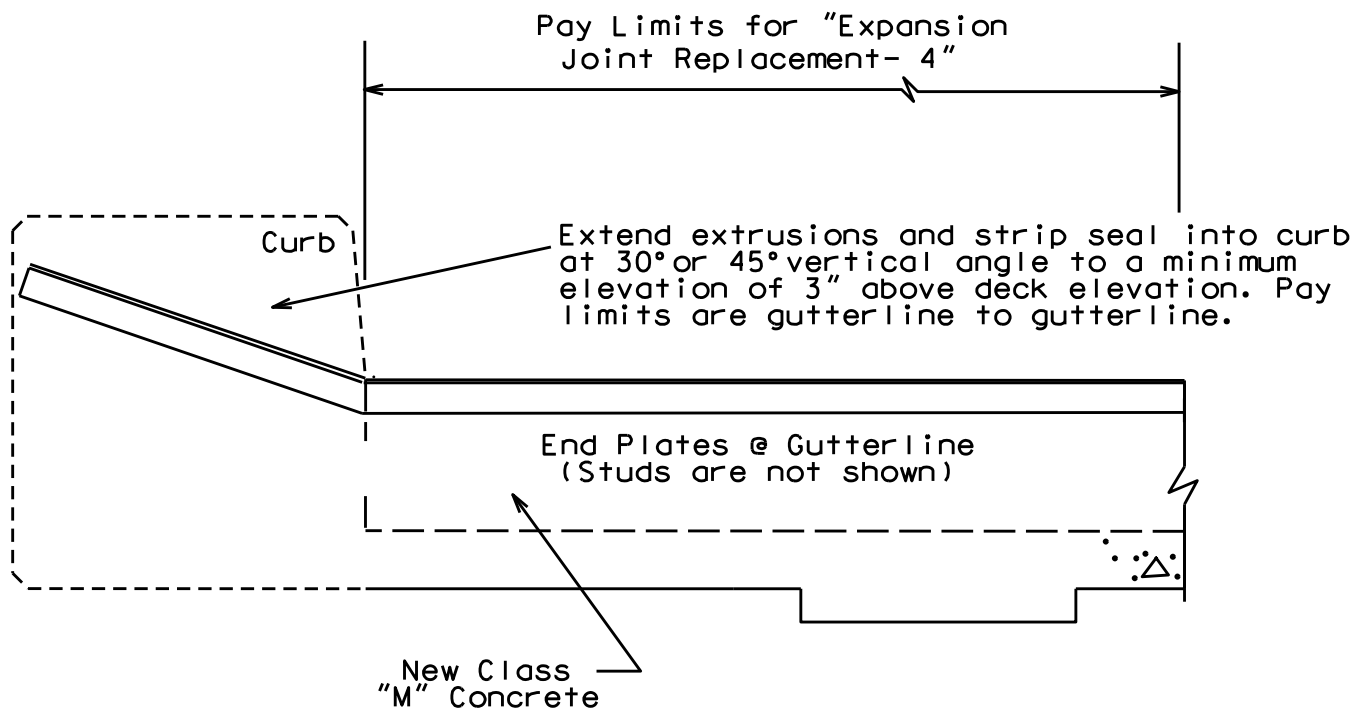 Pay Limits for "Expansion
Joint Replacement- 4"
Curb
Extend extrusions and strip seal into curb
at 30° or 45° vertical angle to a minimum
elevation of 3" above deck elevation. Pay
limits are gutterline to gutterline.
End Plates @ Gutterline
(Studs are not shown)
New Class
"M" Concrete